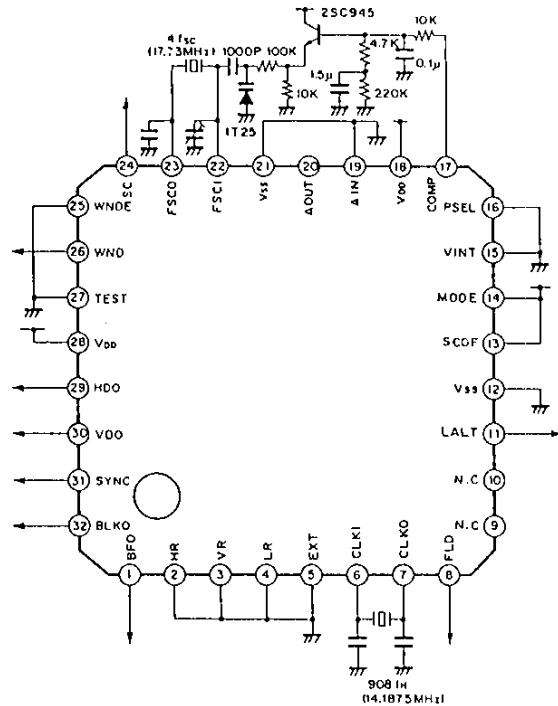 2SC945
4fsc
(17.73MHz)
1000P
100K
10K
4.7K
0.1μ
1.5μ
10K
220K
1T25
24
23
22
21
20
19
18
17
SC
FSCO
FSCI
Vss
AOUT
AIN
VDD
COMP
25
WNDE
PSEL
16
26
WND
VINT
15
27
TEST
MODE
14
28
VDD
SCOF
13
29
HDO
Vss
12
30
VDO
LALT
11
31
SYNC
N.C
10
32
BLKO
N.C
9
BFO
HR
VR
LR
EXT
CLKI
CLKO
FLD
1
2
3
4
5
6
7
8
908fH
(14.1875MHz)